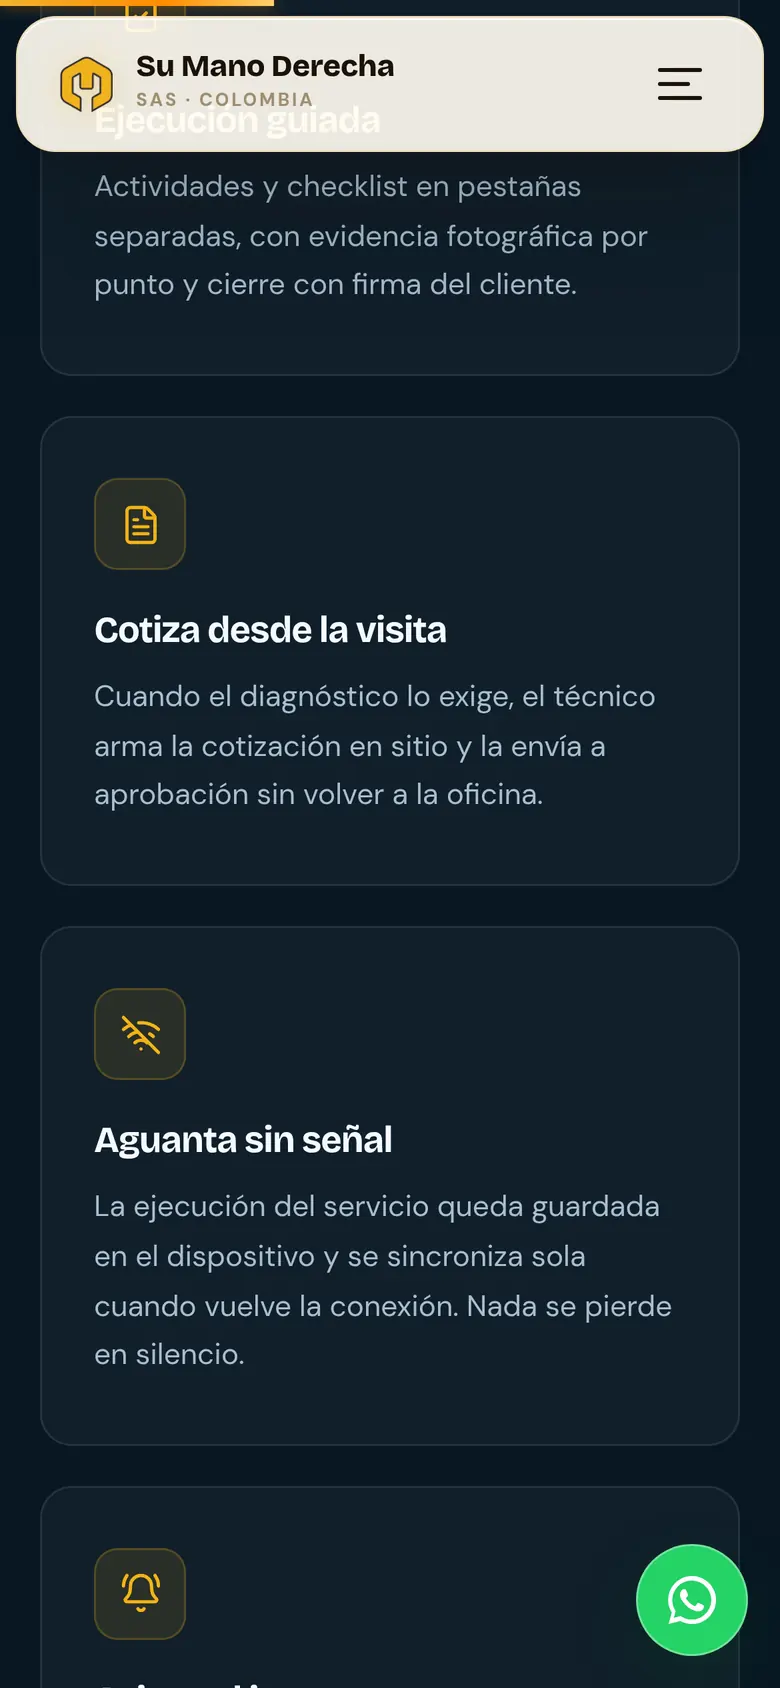 Su Mano Derecha
SAS · COLOMBIA
Ejecución guiada
Actividades y checklist en pestañas
separadas, con evidencia fotográfica por
punto y cierre con firma del cliente.
Cotiza desde la visita
Cuando el diagnóstico lo exige, el técnico
arma la cotización en sitio y la envía a
aprobación sin volver a la oficina.
Aguanta sin señal
La ejecución del servicio queda guardada
en el dispositivo y se sincroniza sola
cuando vuelve la conexión. Nada se pierde
en silencio.